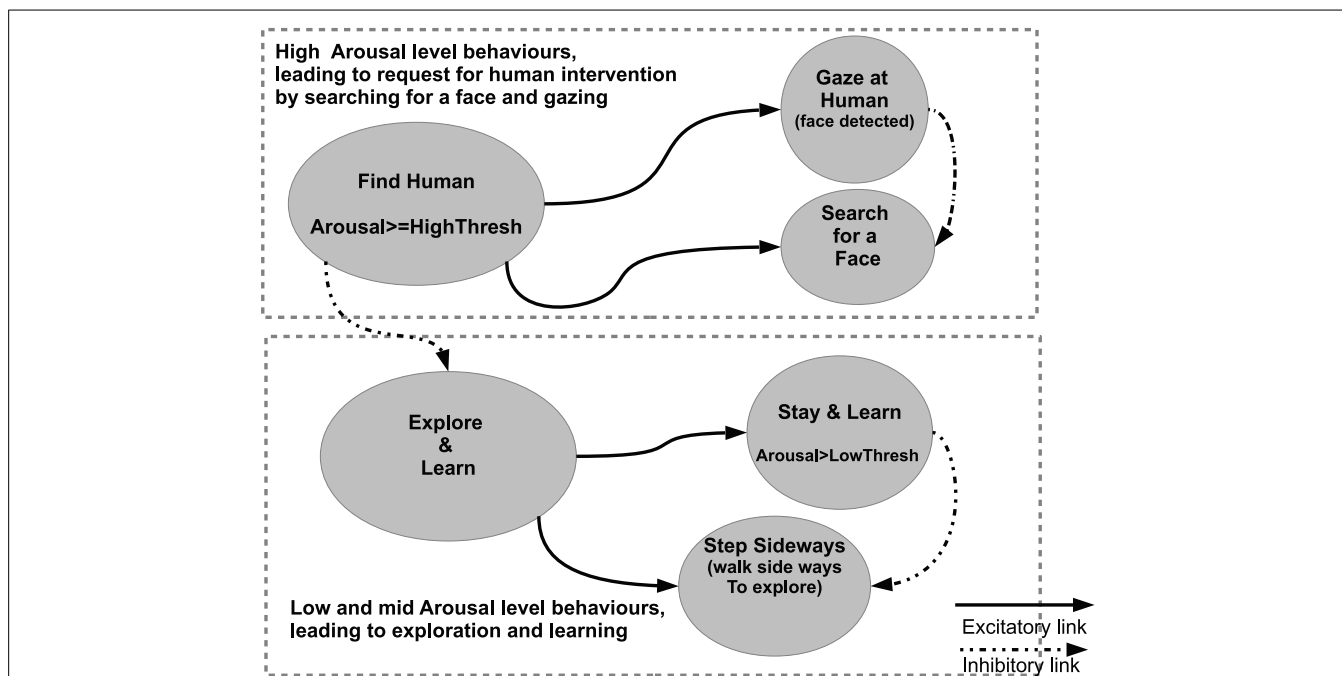 High Arousal level behaviours,
leading to request for human intervention
by searching for a face and gazing
Find Human
Arousal>=HighThresh
Gaze at
Human
(face detected)
Search
for a
Face
Explore
&
Learn
Stay & Learn
Arousal>LowThresh
Step Sideways
(walk side ways
To explore)
Low and mid Arousal level behaviours,
leading to exploration and learning
Excitatory link
Inhibitory link